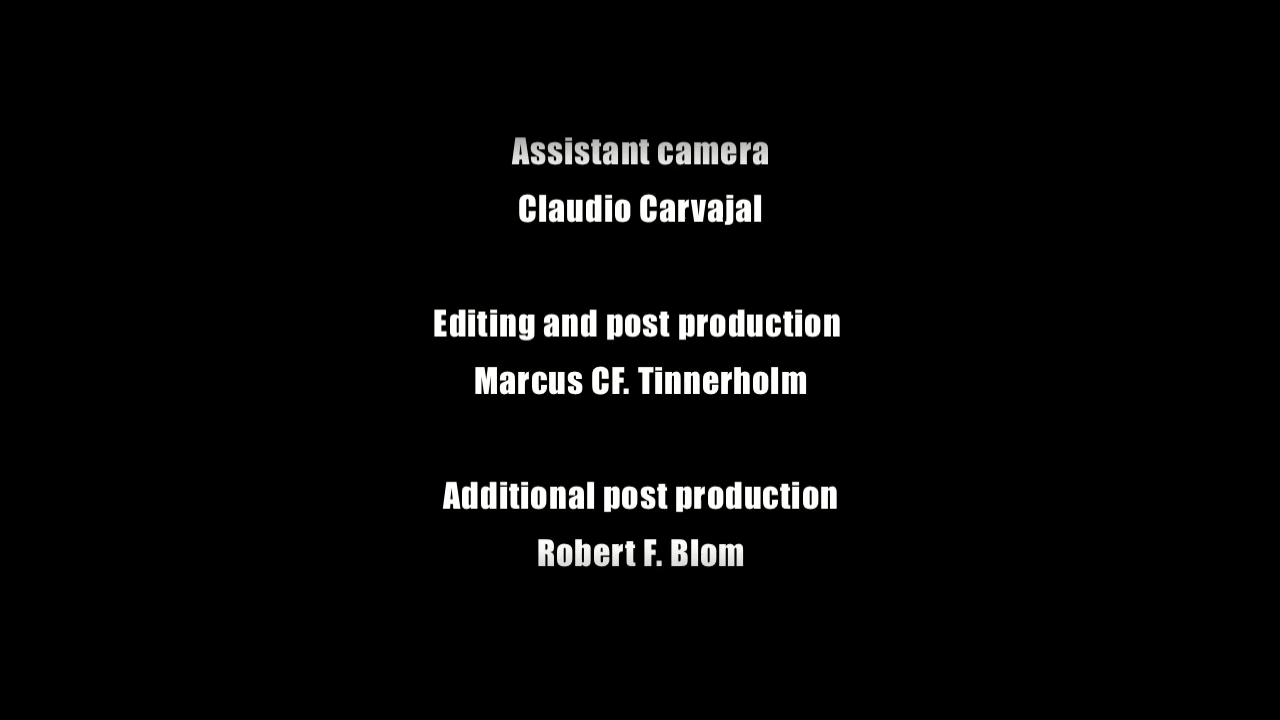 Assistant camera
Claudio Carvajal
Editing and post production
Marcus CF. Tinnerholm
Additional post production
Robert F. Blom